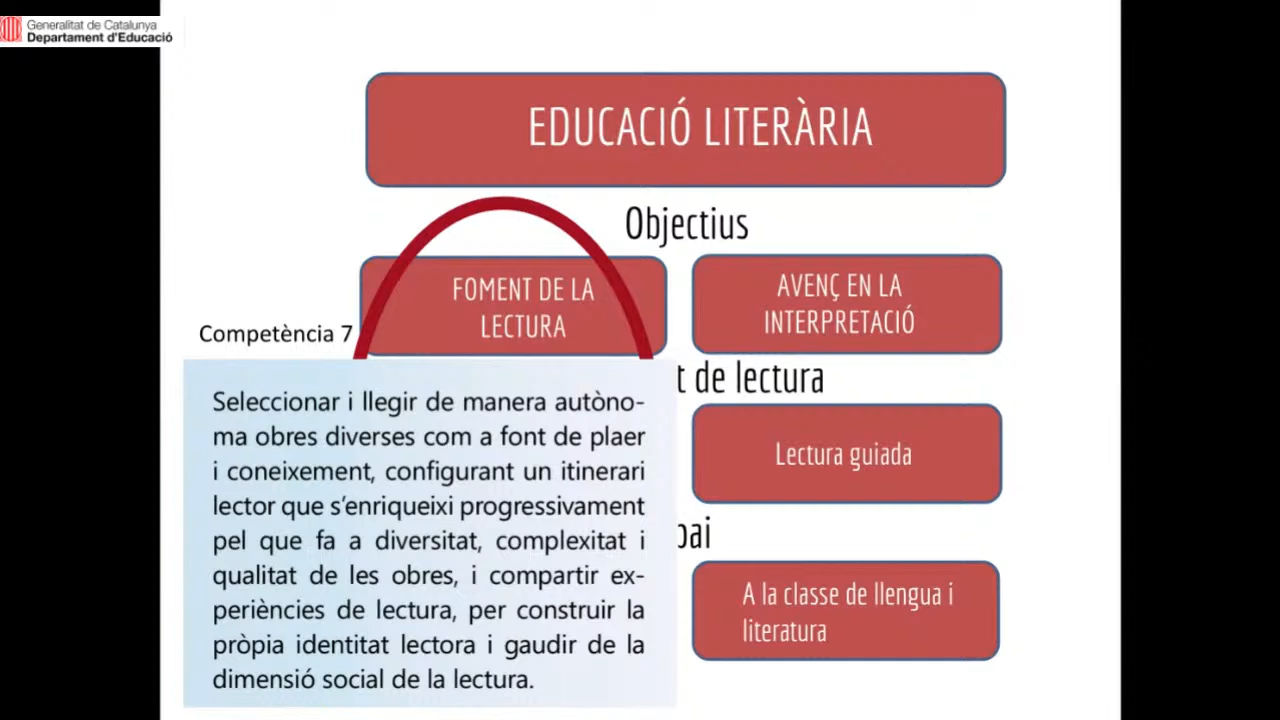 Generalitat de Catalunya
Departament d'Educació
EDUCACIÓ LITERÀRIA
Objectius
FOMENT DE LA
LECTURA
AVENÇ EN LA
INTERPRETACIÓ
Competència 7
t de lectura
Seleccionar i llegir de manera autòno-
ma obres diverses com a font de plaer
i coneixement, configurant un itinerari
lector que s'enriqueixi progressivament
pel que fa a diversitat, complexitat i
qualitat de les obres, i compartir ex-
periències de lectura, per construir la
pròpia identitat lectora i gaudir de la
dimensió social de la lectura.
Lectura guiada
pai
A la classe de llengua i
literatura